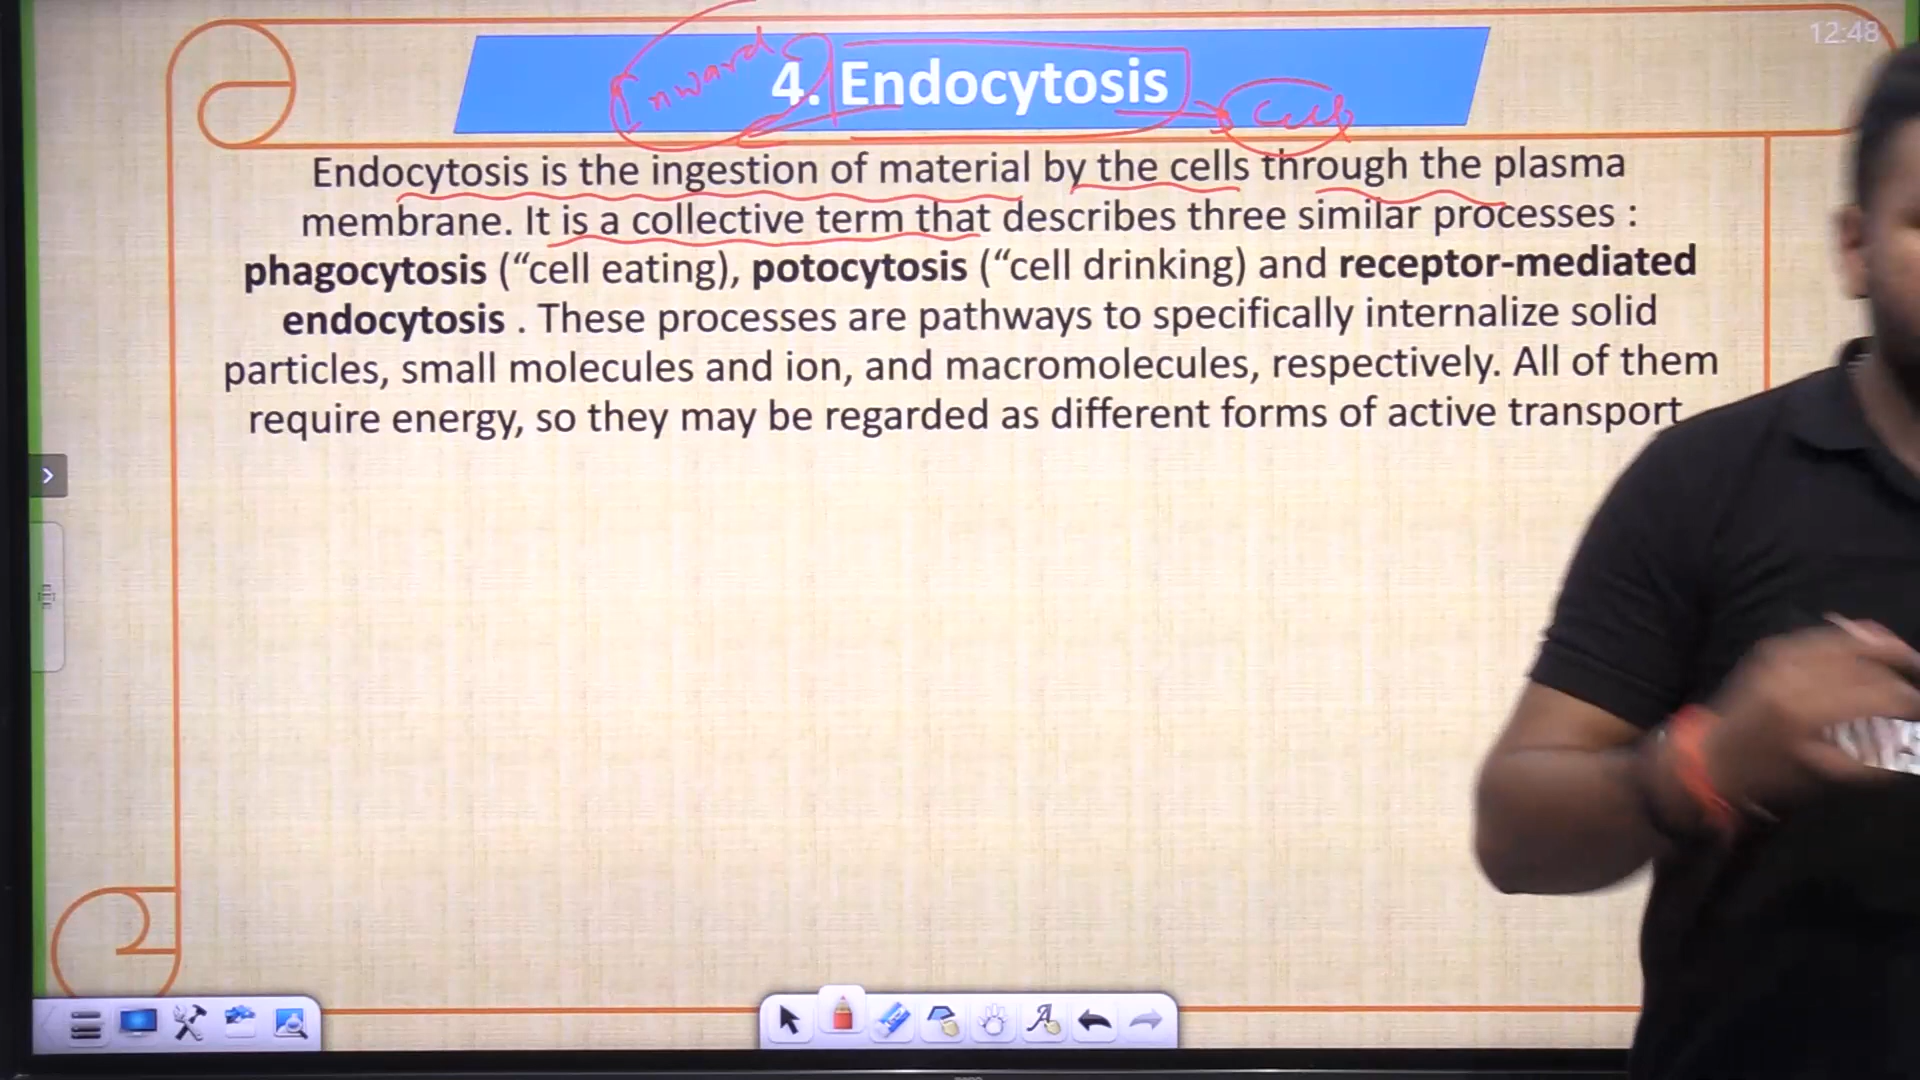 12:48
Inward
4. Endocytosis
Cell
Endocytosis is the ingestion of material by the cells through the plasma
membrane. It is a collective term that describes three similar processes :
phagocytosis (“cell eating), potocytosis (“cell drinking) and receptor-mediated
endocytosis . These processes are pathways to specifically internalize solid
particles, small molecules and ion, and macromolecules, respectively. All of them
require energy, so they may be regarded as different forms of active transport